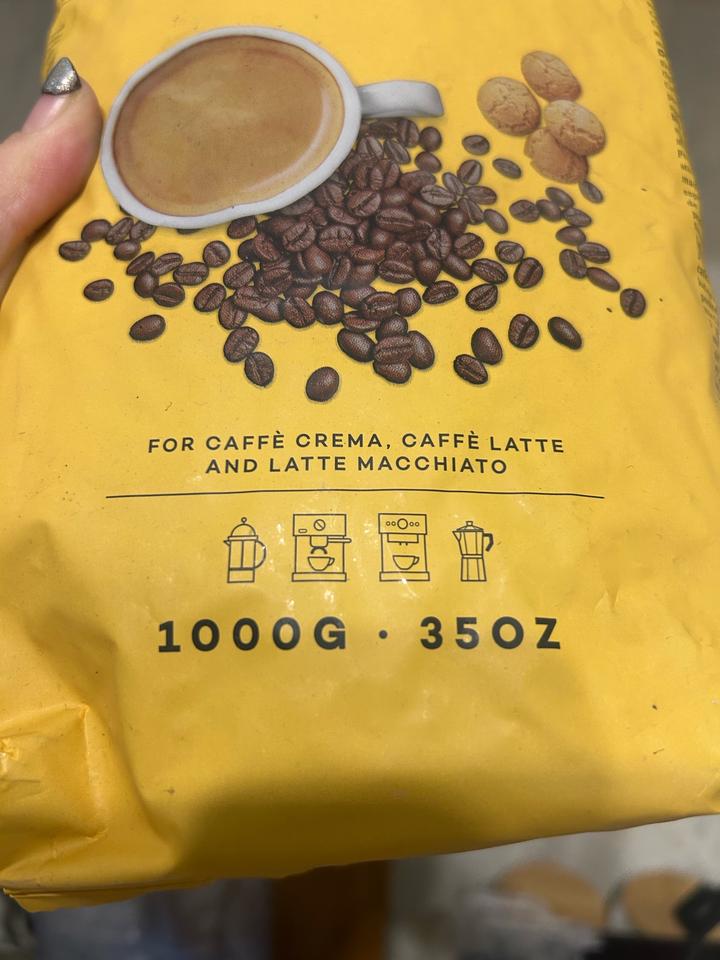 FOR CAFFÈ CREMA, CAFFÈ LATTE
AND LATTE MACCHIATO
1000G · 35OZ